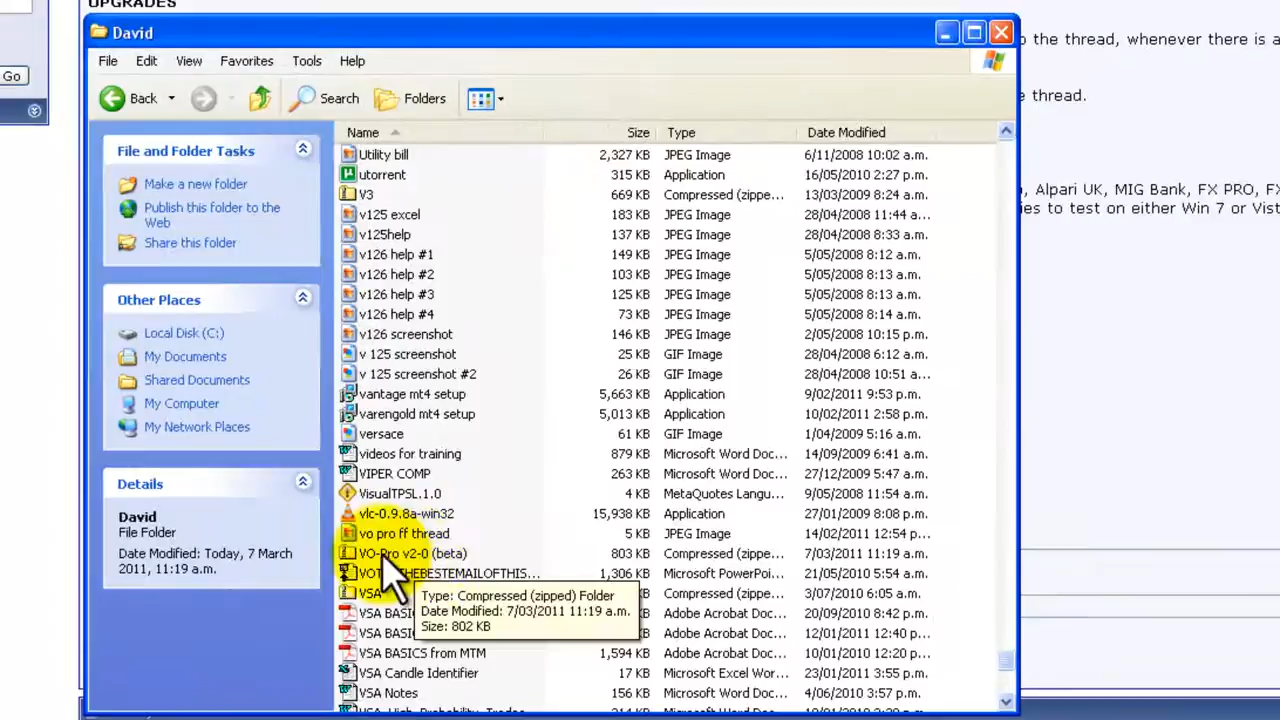 UPGRADES
David
File Edit View Favorites Tools Help
Back Search Folders
Go
o the thread, whenever there is a
e thread.
, Alpari UK, MIG Bank, FX PRO, FX
ies to test on either Win 7 or Vist
File and Folder Tasks
Make a new folder
Publish this folder to the
Web
Share this folder
Other Places
Local Disk (C:)
My Documents
Shared Documents
My Computer
My Network Places
Details
David
File Folder
Date Modified: Today, 7 March
2011, 11:19 a.m.
Name Size Type Date Modified
Utility bill 2,327 KB JPEG Image 6/11/2008 10:02 a.m.
utorrent 315 KB Application 16/05/2010 2:27 p.m.
V3 669 KB Compressed (zippe... 13/03/2009 8:24 a.m.
v125 excel 183 KB JPEG Image 28/04/2008 11:44 a...
v125help 137 KB JPEG Image 28/04/2008 8:33 a.m.
v126 help #1 149 KB JPEG Image 5/05/2008 8:12 a.m.
v126 help #2 103 KB JPEG Image 5/05/2008 8:13 a.m.
v126 help #3 125 KB JPEG Image 5/05/2008 8:13 a.m.
v126 help #4 73 KB JPEG Image 5/05/2008 8:14 a.m.
v126 screenshot 146 KB JPEG Image 2/05/2008 10:15 p.m.
v 125 screenshot 25 KB GIF Image 28/04/2008 6:12 a.m.
v 125 screenshot #2 26 KB GIF Image 28/04/2008 10:51 a...
vantage mt4 setup 5,663 KB Application 9/02/2011 9:53 p.m.
varengold mt4 setup 5,013 KB Application 10/02/2011 2:58 p.m.
versace 61 KB GIF Image 1/04/2009 5:16 a.m.
videos for training 879 KB Microsoft Word Doc... 14/09/2009 6:41 a.m.
VIPER COMP 263 KB Microsoft Word Doc... 27/12/2009 5:47 a.m.
VisualTPSL.1.0 4 KB MetaQuotes Langu... 9/05/2008 11:54 a.m.
vlc-0.9.8a-win32 15,938 KB Application 27/01/2009 8:08 p.m.
vo pro ff thread 5 KB JPEG Image 11/02/2011 12:54 p...
VO-Pro v2-0 (beta) 803 KB Compressed (zippe... 7/03/2011 11:19 a.m.
VOT THEBESTEMAILOFTHIS... 1,306 KB Microsoft PowerPoi... 21/05/2010 5:54 a.m.
VSA Compressed (zippe... 3/07/2010 6:05 a.m.
Type: Compressed (zipped) Folder
Date Modified: 7/03/2011 11:19 a.m.
Size: 802 KB
VSA BASI Adobe Acrobat Doc... 20/09/2010 8:42 p.m.
VSA BASI Adobe Acrobat Doc... 12/01/2011 12:40 p...
VSA BASICS from MTM 1,594 KB Adobe Acrobat Doc... 10/01/2010 12:20 p...
VSA Candle Identifier 17 KB Microsoft Excel Wor... 23/01/2011 3:55 p.m.
VSA Notes 156 KB Microsoft Word Doc... 4/06/2010 3:57 p.m.